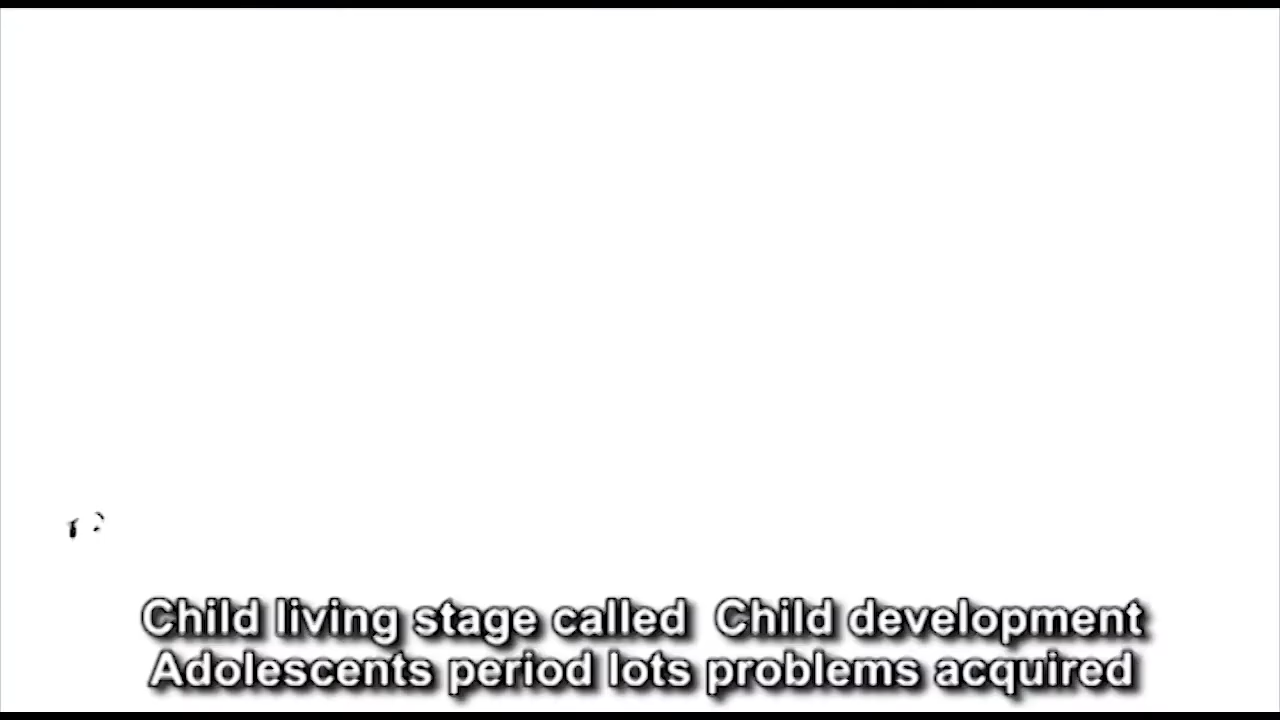 Child living stage called Child development
Adolescents period lots problems acquired